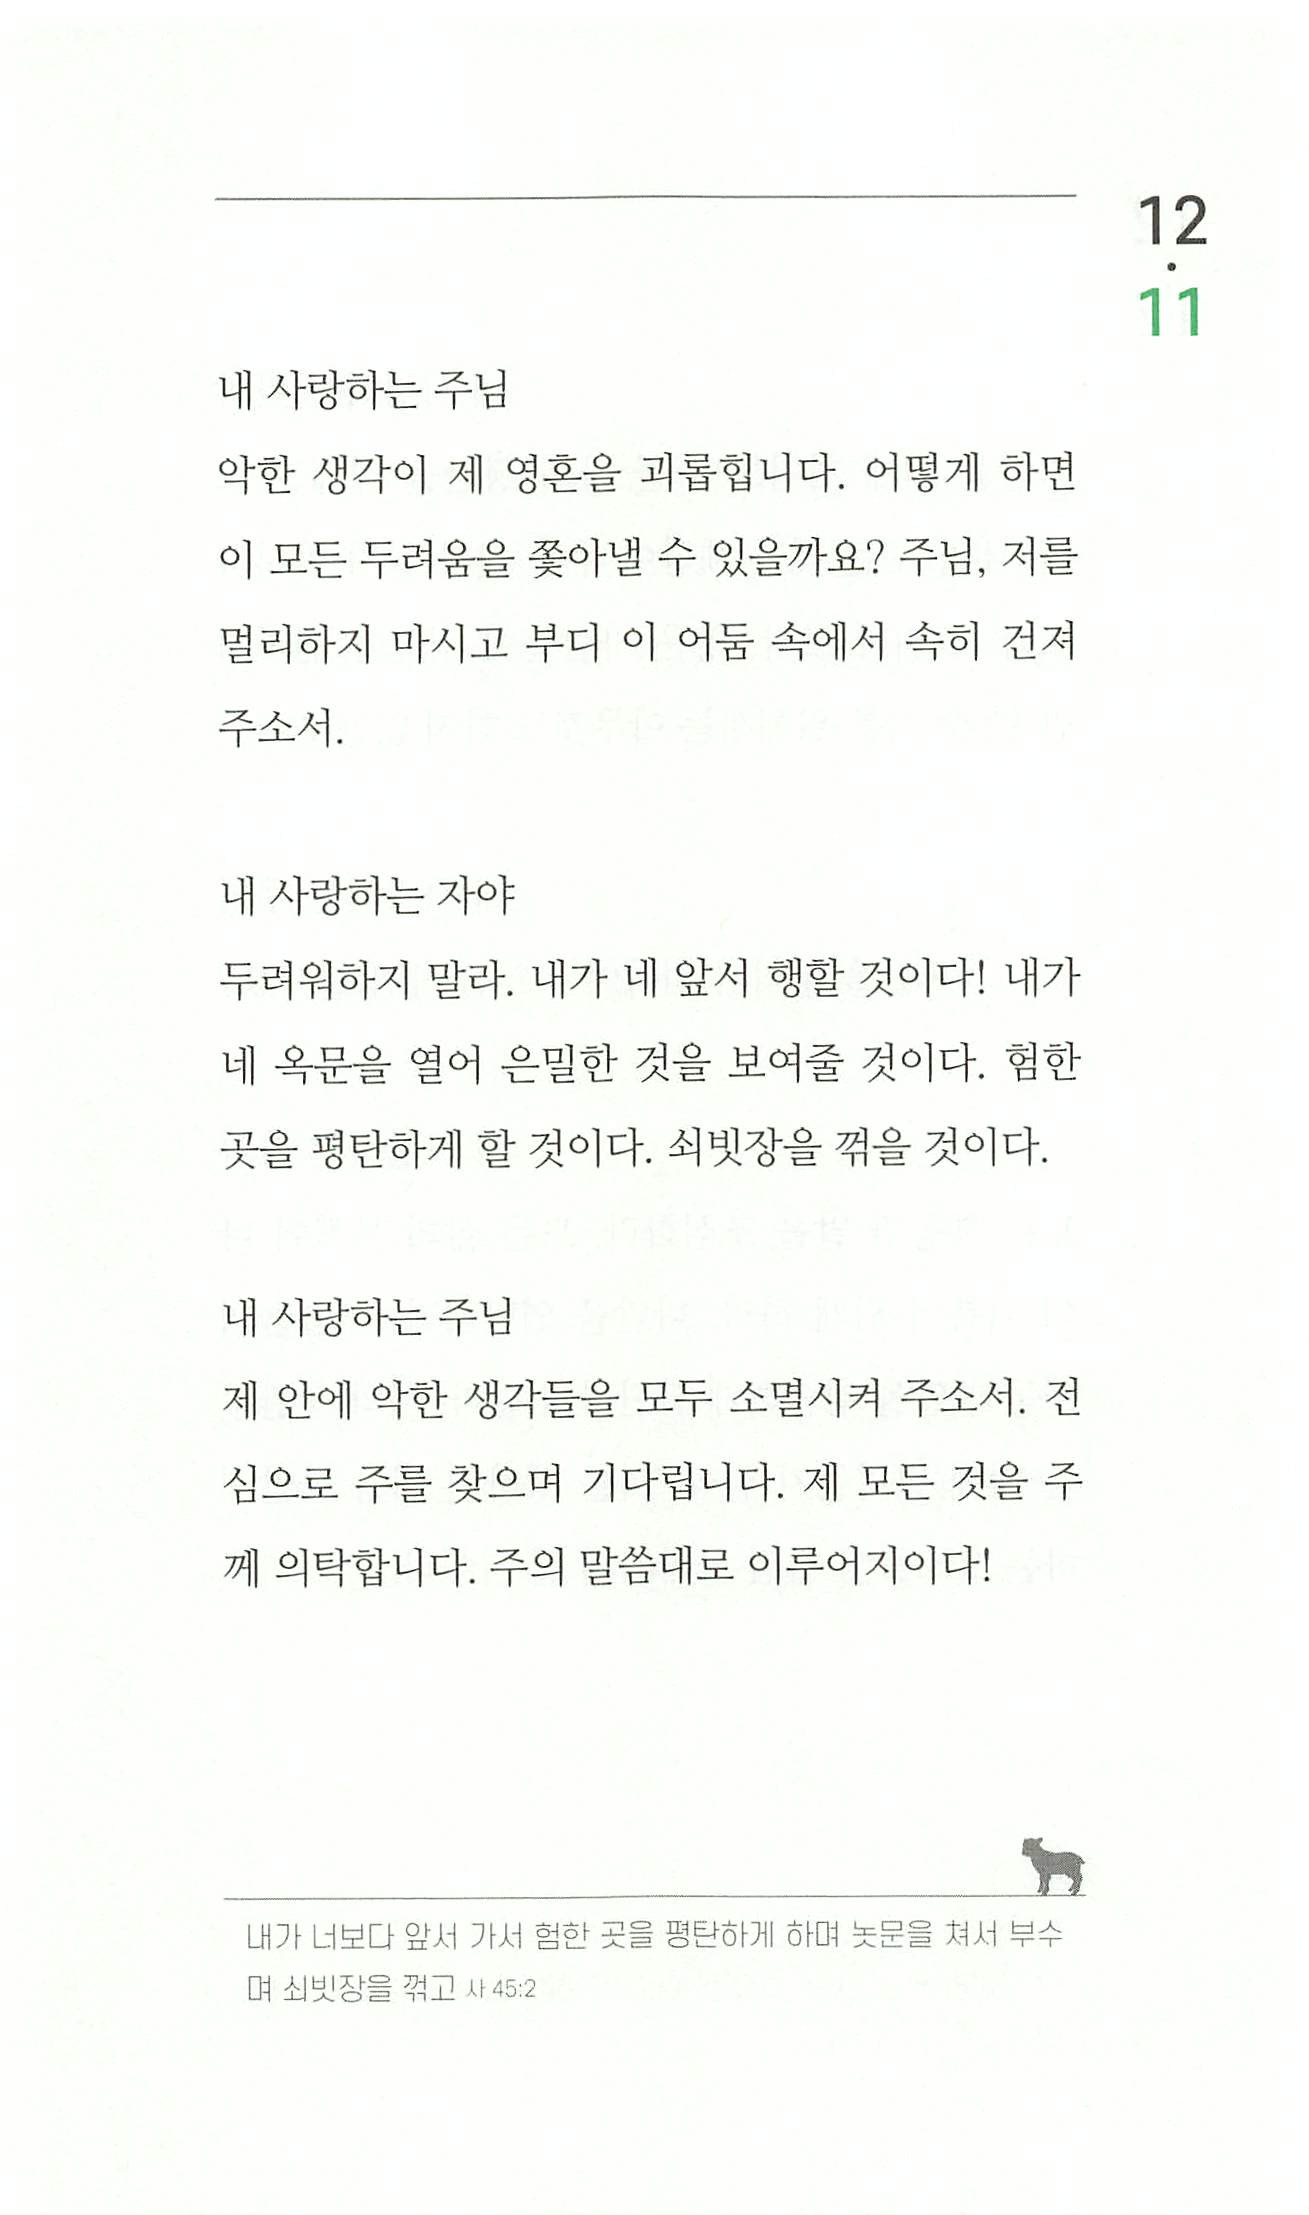 12
·
11
내 사랑하는 주님
악한 생각이 제 영혼을 괴롭힙니다. 어떻게 하면
이 모든 두려움을 쫓아낼 수 있을까요? 주님, 저를
멀리하지 마시고 부디 이 어둠 속에서 속히 건져
주소서.
내 사랑하는 자야
두려워하지 말라. 내가 네 앞서 행할 것이다! 내가
네 옥문을 열어 은밀한 것을 보여줄 것이다. 험한
곳을 평탄하게 할 것이다. 쇠빗장을 꺾을 것이다.
내 사랑하는 주님
제 안에 악한 생각들을 모두 소멸시켜 주소서. 전
심으로 주를 찾으며 기다립니다. 제 모든 것을 주
께 의탁합니다. 주의 말씀대로 이루어지이다!
내가 너보다 앞서 가서 험한 곳을 평탄하게 하며 놋문을 쳐서 부수
며 쇠빗장을 꺾고 사 45:2